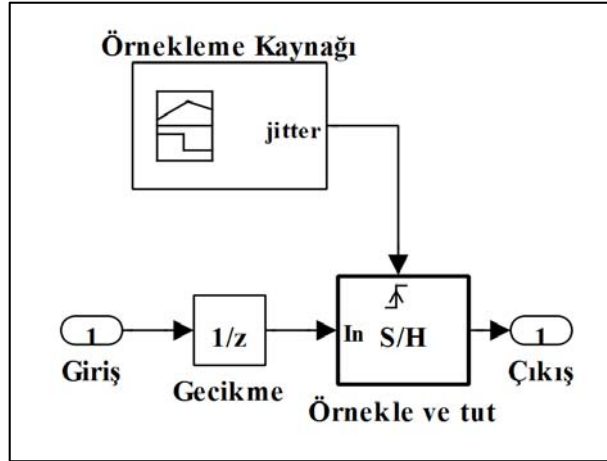 Örnekleme Kaynağı
jitter
1
Giriş
1/z
Gecikme
In
S/H
Örnekle ve tut
1
Çıkış